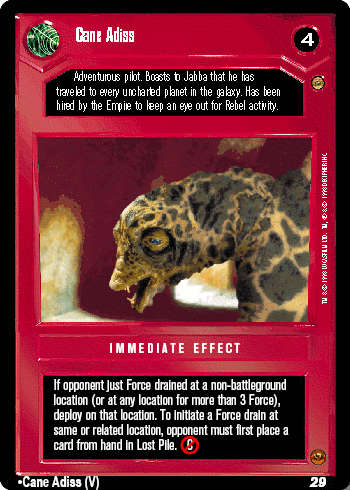 Cane Adiss
4
Adventurous pilot. Boasts to Jabba that he has
traveled to every uncharted planet in the galaxy. Has been
hired by the Empire to keep an eye out for Rebel activity.
IMMEDIATE EFFECT
If opponent just Force drained at a non-battleground
location (or at any location for more than 3 Force),
deploy on that location. To initiate a Force drain at
same or related location, opponent must first place a
card from hand in Lost Pile. C
•Cane Adiss (V)
29